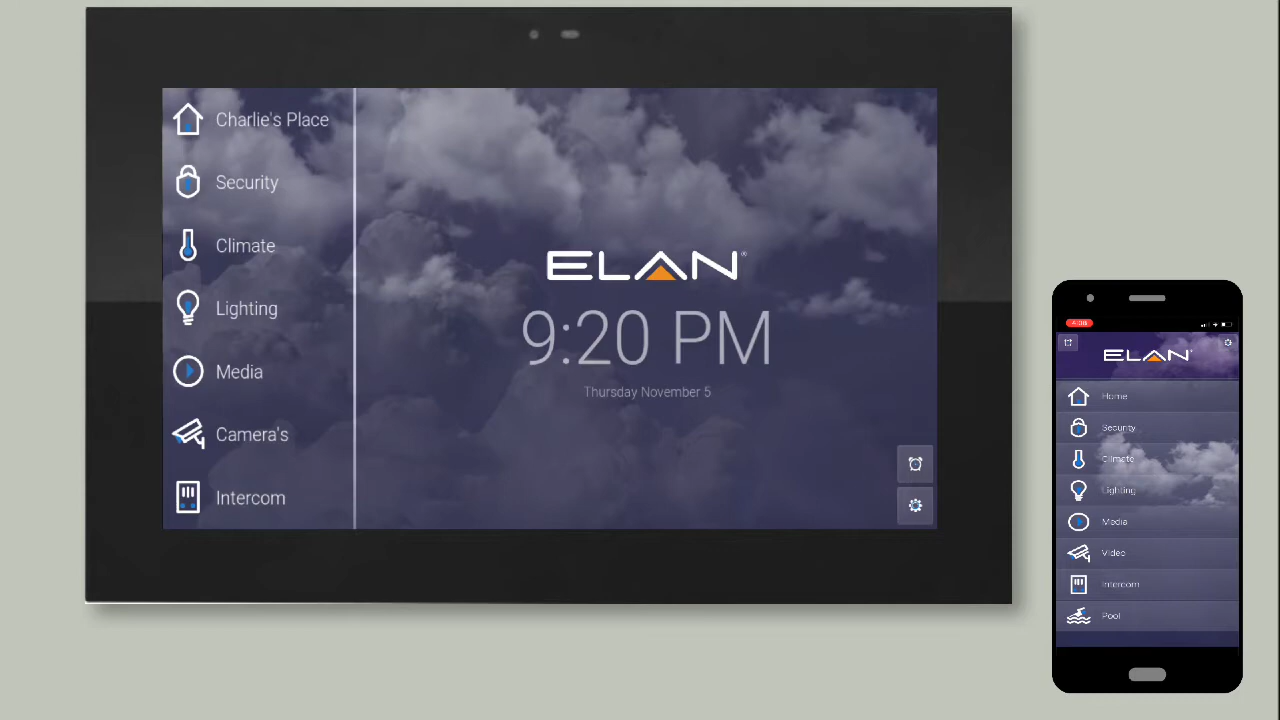 Charlie's Place
Security
Climate
Lighting
Media
Camera's
Intercom
ELAN®
9:20 PM
Thursday November 5
ELAN
Home
Security
Climate
Lighting
Media
Video
Intercom
Pool